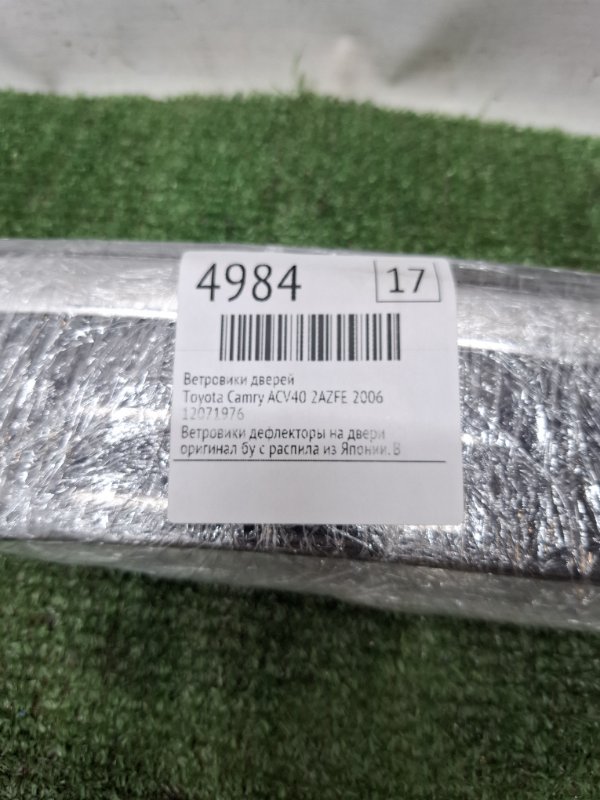 4984 17
Ветровики дверей
Toyota Camry ACV40 2AZFE 2006
12071976
Ветровики дефлекторы на двери
оригинал бу с распила из Японии. В